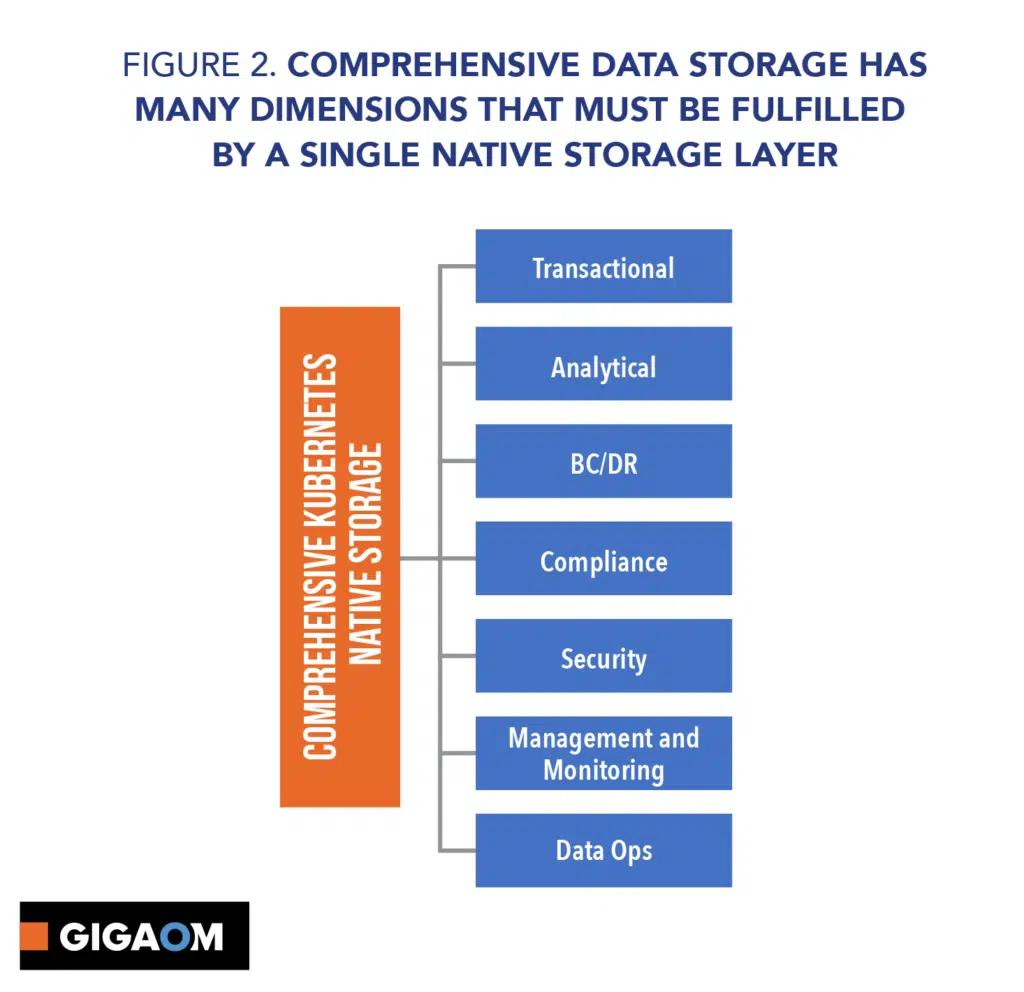 FIGURE 2. COMPREHENSIVE DATA STORAGE HAS
MANY DIMENSIONS THAT MUST BE FULFILLED
BY A SINGLE NATIVE STORAGE LAYER
COMPREHENSIVE KUBERNETES
NATIVE STORAGE
Transactional
Analytical
BC/DR
Compliance
Security
Management and
Monitoring
Data Ops
GIGAOM